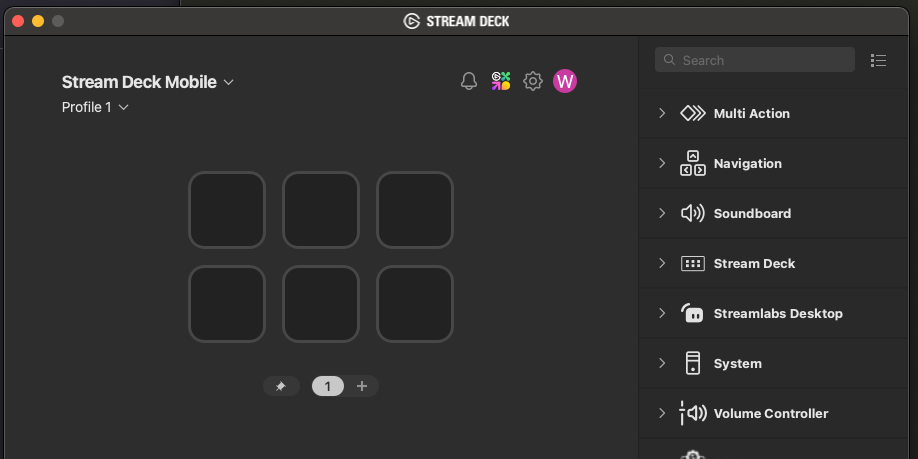 STREAM DECK
Stream Deck Mobile
W
Profile 1
1
Search
Multi Action
Navigation
Soundboard
Stream Deck
Streamlabs Desktop
System
Volume Controller